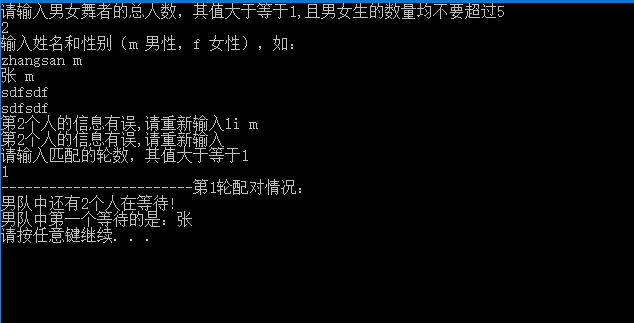 请输入男女舞者的总人数，其值大于等于1,且男女生的数量均不要超过5
2
输入姓名和性别（m 男性，f 女性），如：
zhangsan m
张 m
sdfsdf
sdfsdf
第2个人的信息有误,请重新输入li m
第2个人的信息有误,请重新输入
请输入匹配的轮数，其值大于等于1
1
------------------------第1轮配对情况：
男队中还有2个人在等待!
男队中第一个等待的是：张
请按任意键继续. . .